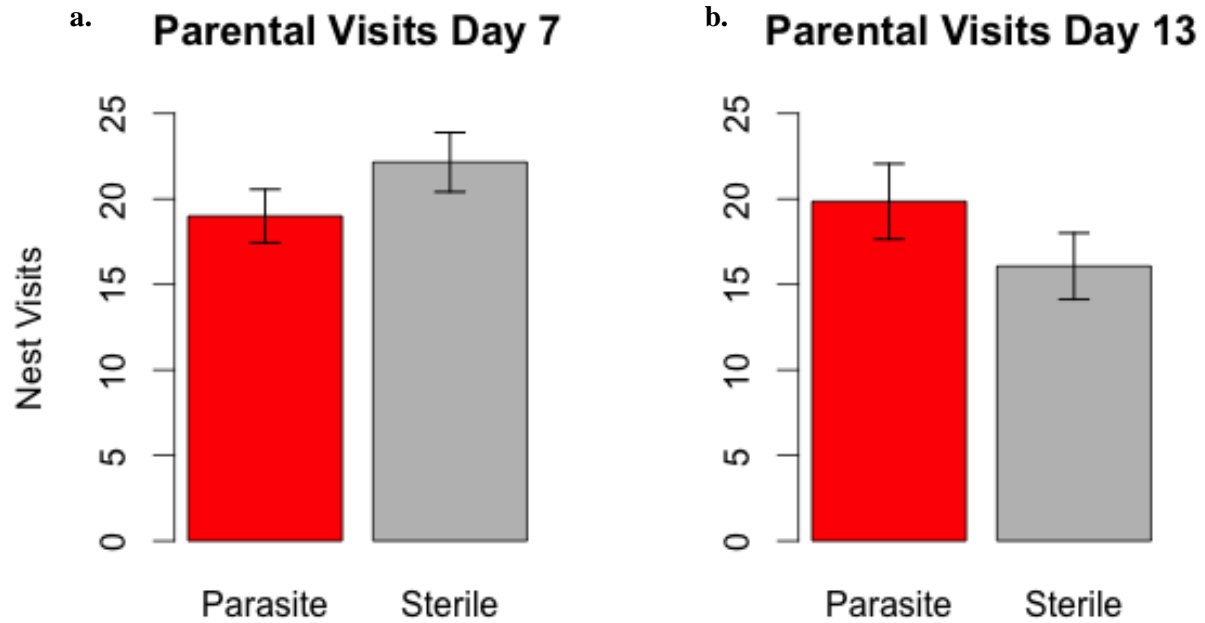 a.
Parental Visits Day 7
Nest Visits
25
20
15
10
5
0
Parasite
Sterile
b.
Parental Visits Day 13
25
20
15
10
5
0
Parasite
Sterile